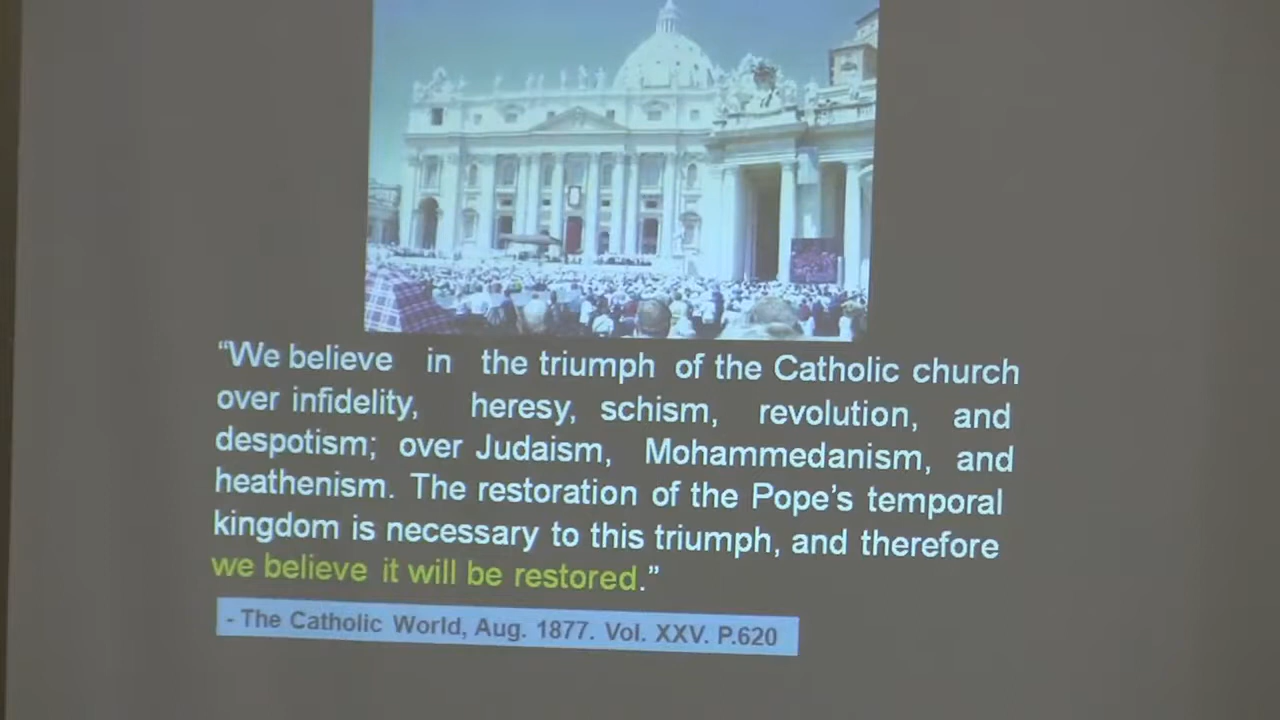 “We believe in the triumph of the Catholic church
over infidelity, heresy, schism, revolution, and
despotism; over Judaism, Mohammedanism, and
heathenism. The restoration of the Pope’s temporal
kingdom is necessary to this triumph, and therefore
we believe it will be restored.”
- The Catholic World, Aug. 1877. Vol. XXV. P.620